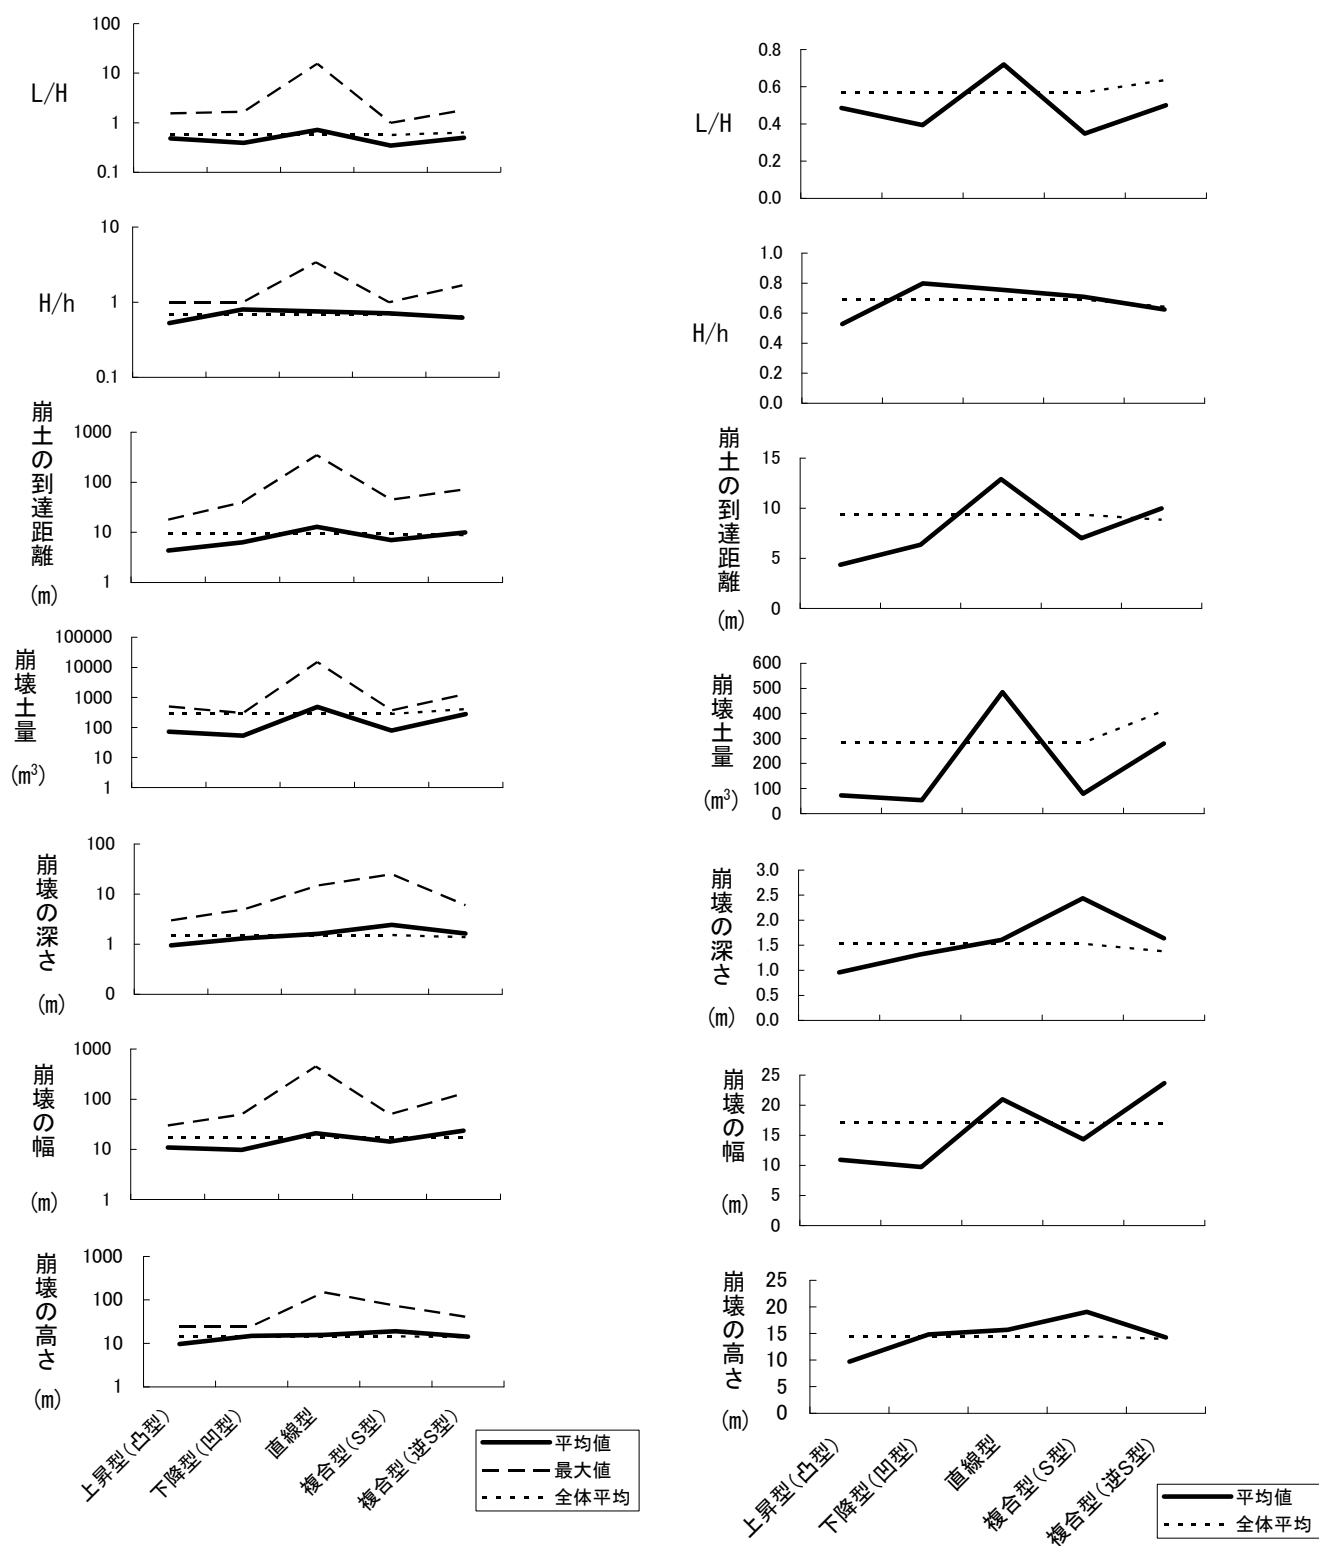 L/H
100
10
1
0.1
H/h
10
1
0.1
崩土の到達距離
(m)
1000
100
10
1
崩壊土量
(m³)
100000
10000
1000
100
10
1
崩壊の深さ
(m)
100
10
1
0
崩壊の幅
(m)
1000
100
10
1
崩壊の高さ
(m)
1000
100
10
1
上昇型(凸型)
下降型(凹型)
直線型
複合型(S型)
複合型(逆S型)
平均値
最大値
全体平均
L/H
0.8
0.6
0.4
0.2
0.0
H/h
1.0
0.8
0.6
0.4
0.2
0.0
崩土の到達距離
(m)
15
10
5
0
崩壊土量
(m³)
600
500
400
300
200
100
0
崩壊の深さ
(m)
3.0
2.5
2.0
1.5
1.0
0.5
0.0
崩壊の幅
(m)
25
20
15
10
5
0
崩壊の高さ
(m)
25
20
15
10
5
0
上昇型(凸型)
下降型(凹型)
直線型
複合型(S型)
複合型(逆S型)
平均値
全体平均